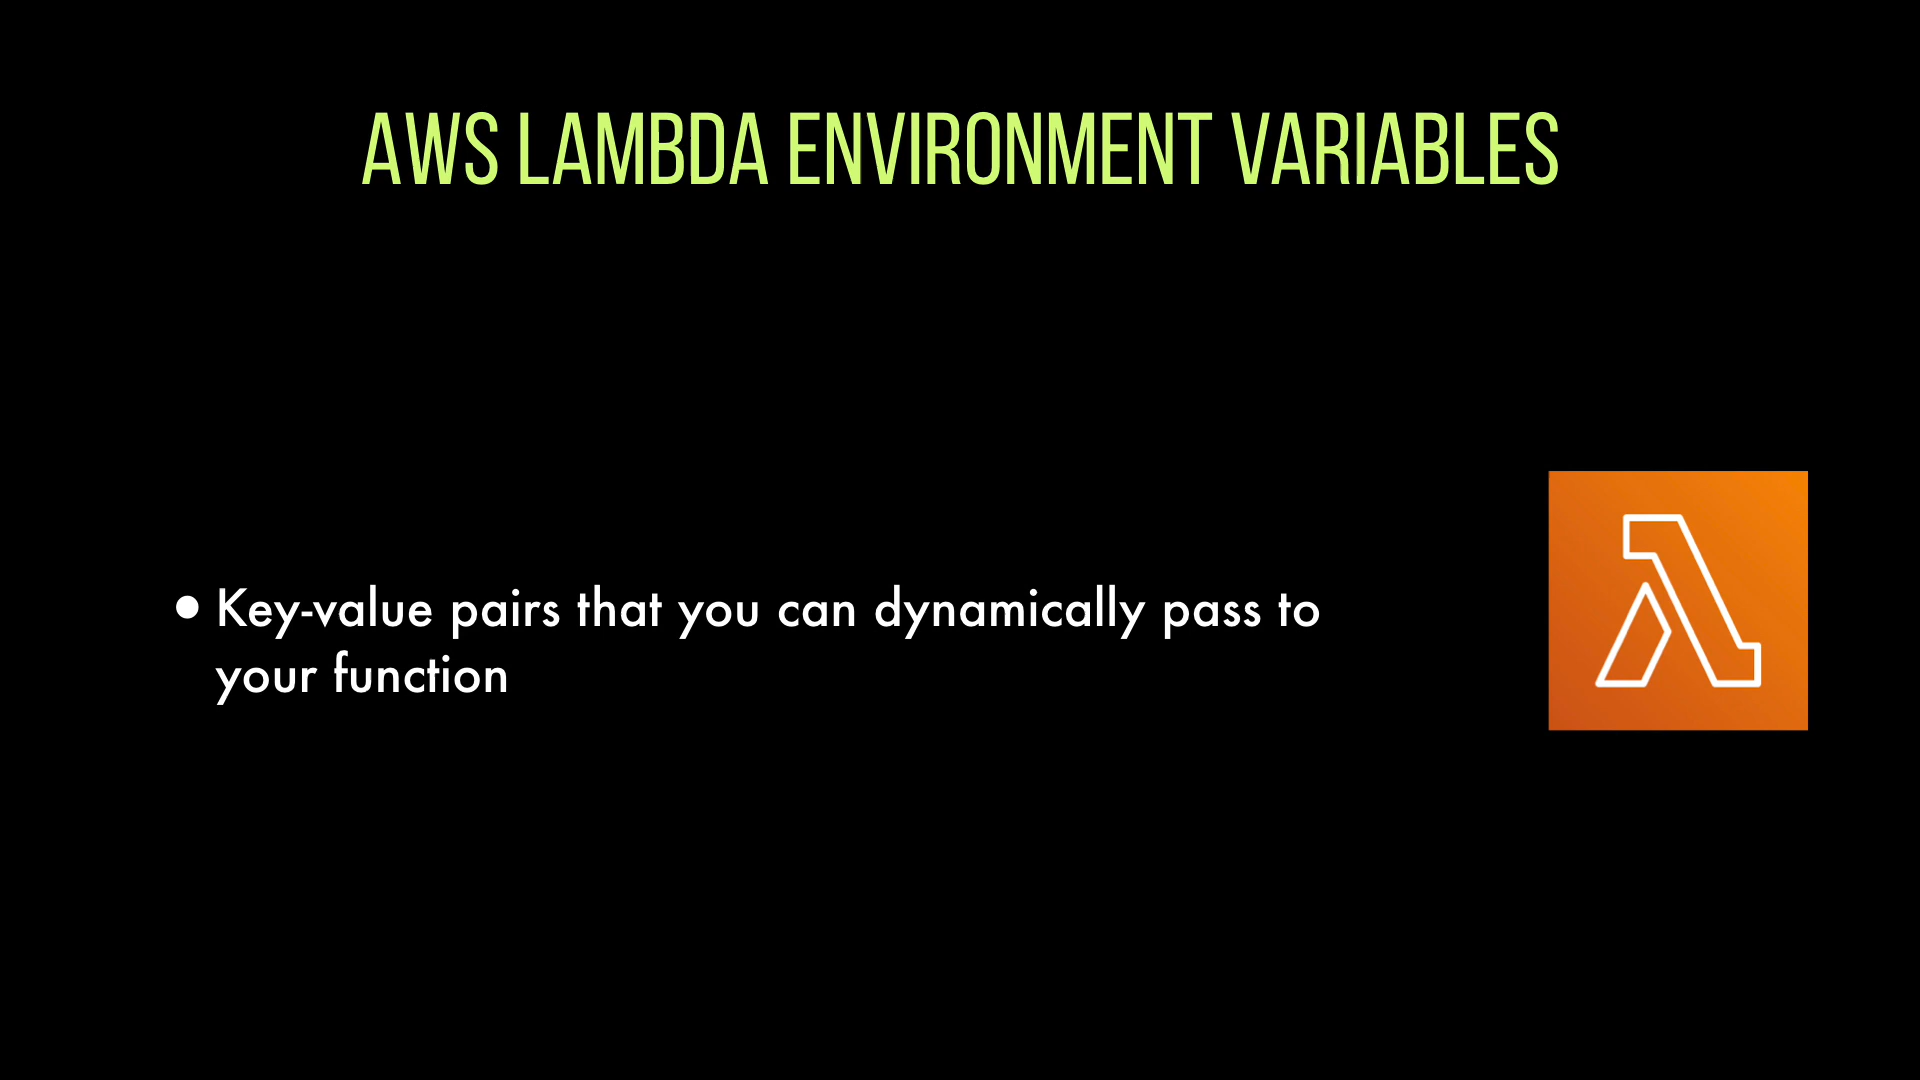 AWS LAMBDA ENVIRONMENT VARIABLES
• Key-value pairs that you can dynamically pass to
your function